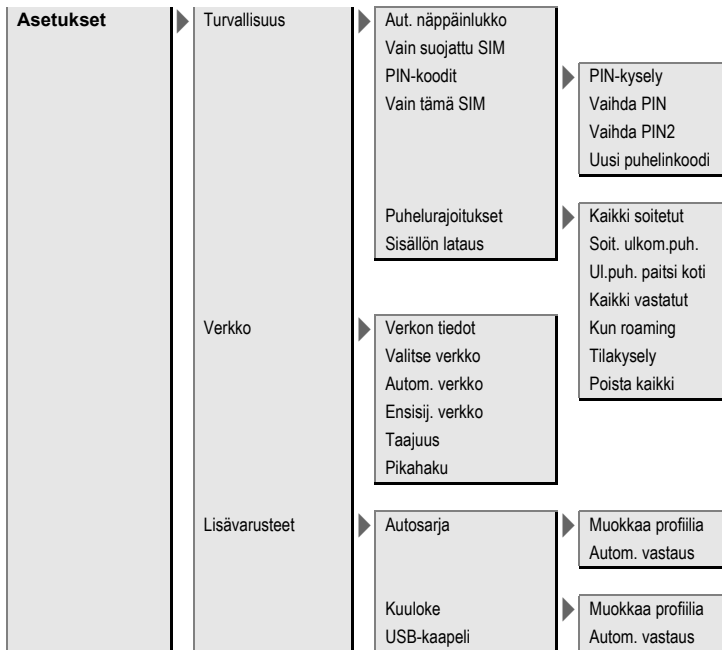 Asetukset
Turvallisuus
Aut. näppäinlukko
Vain suojattu SIM
PIN-koodit
PIN-kysely
Vaihda PIN
Vaihda PIN2
Uusi puhelinkoodi
Vain tämä SIM
Puhelurajoitukset
Kaikki soitetut
Soit. ulkom.puh.
Ul.puh. paitsi koti
Kaikki vastatut
Kun roaming
Tilakysely
Poista kaikki
Sisällön lataus
Verkko
Verkon tiedot
Valitse verkko
Autom. verkko
Ensisij. verkko
Taajuus
Pikahaku
Lisävarusteet
Autosarja
Muokkaa profiilia
Autom. vastaus
Kuuloke
Muokkaa profiilia
Autom. vastaus
USB-kaapeli